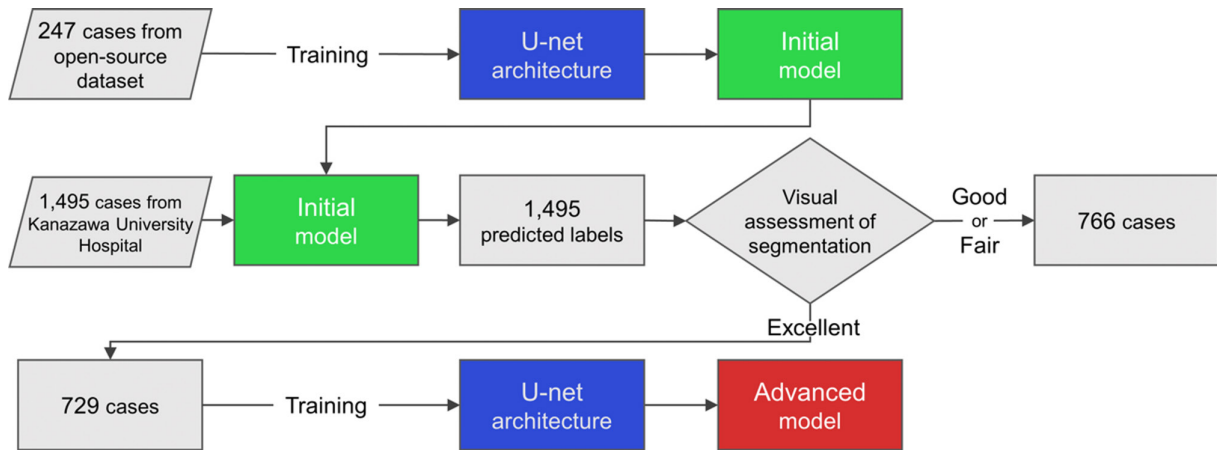 247 cases from
open-source
dataset
Training
U-net
architecture
Initial
model
1,495 cases from
Kanazawa University
Hospital
Initial
model
1,495
predicted labels
Visual
assessment of
segmentation
Good
or
Fair
766 cases
Excellent
729 cases
Training
U-net
architecture
Advanced
model